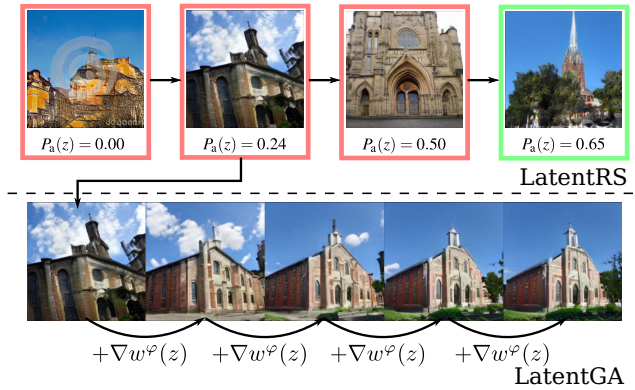 P_a(z) = 0.00
P_a(z) = 0.24
P_a(z) = 0.50
P_a(z) = 0.65
LatentRS
+∇w^φ(z)
+∇w^φ(z)
+∇w^φ(z)
+∇w^φ(z)
LatentGA